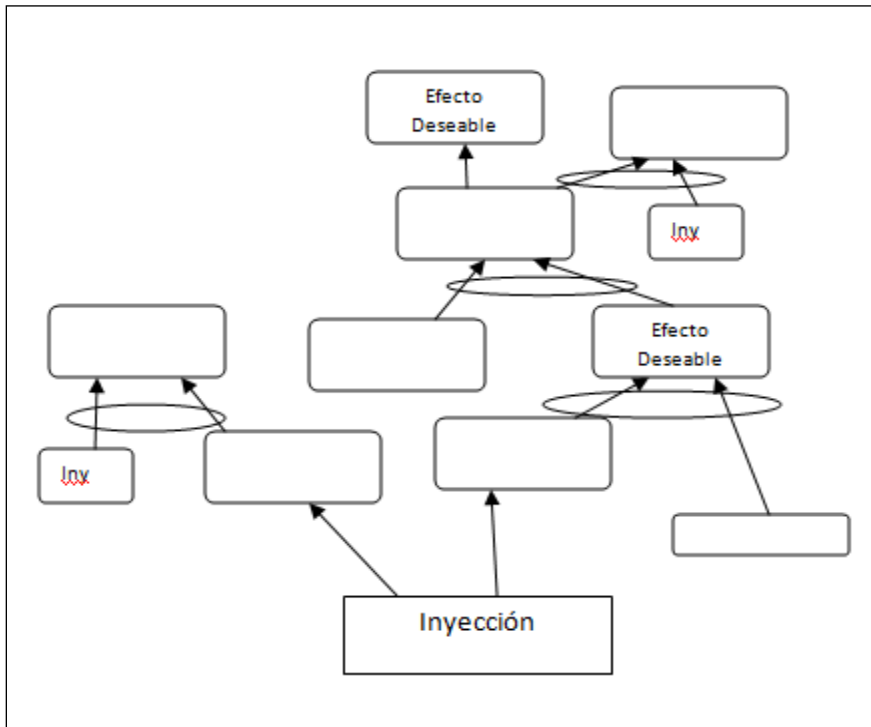 Efecto
Deseable
Iny
Efecto
Deseable
Iny
Inyección